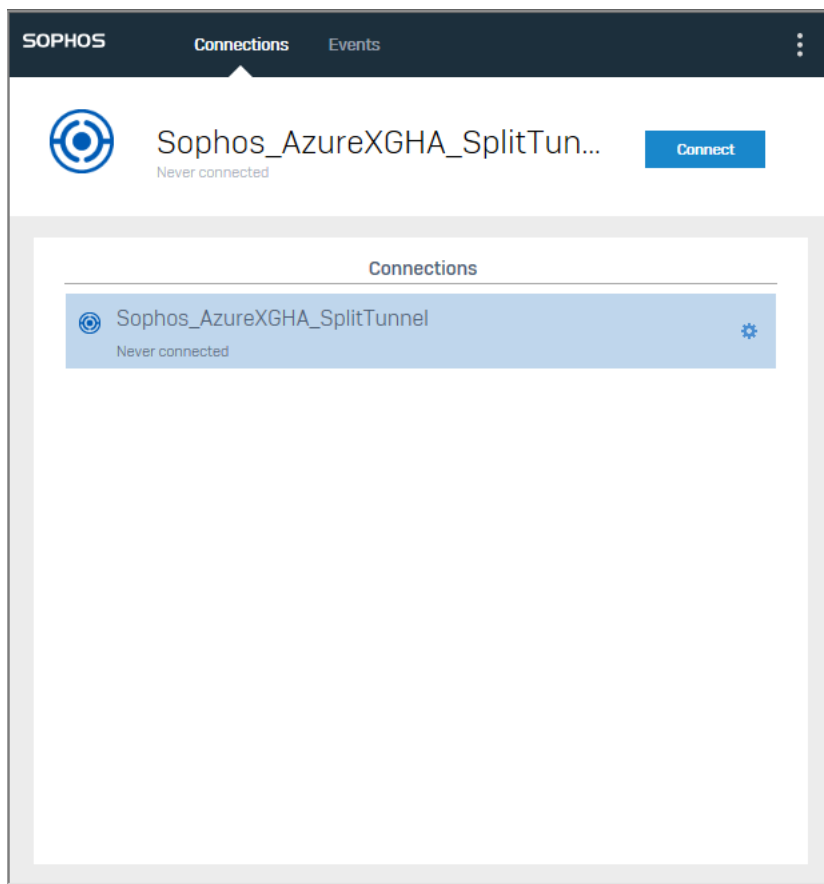 SOPHOS
Connections
Events
Sophos_AzureXGHA_SplitTun...
Never connected
Connect
Connections
Sophos_AzureXGHA_SplitTunnel
Never connected